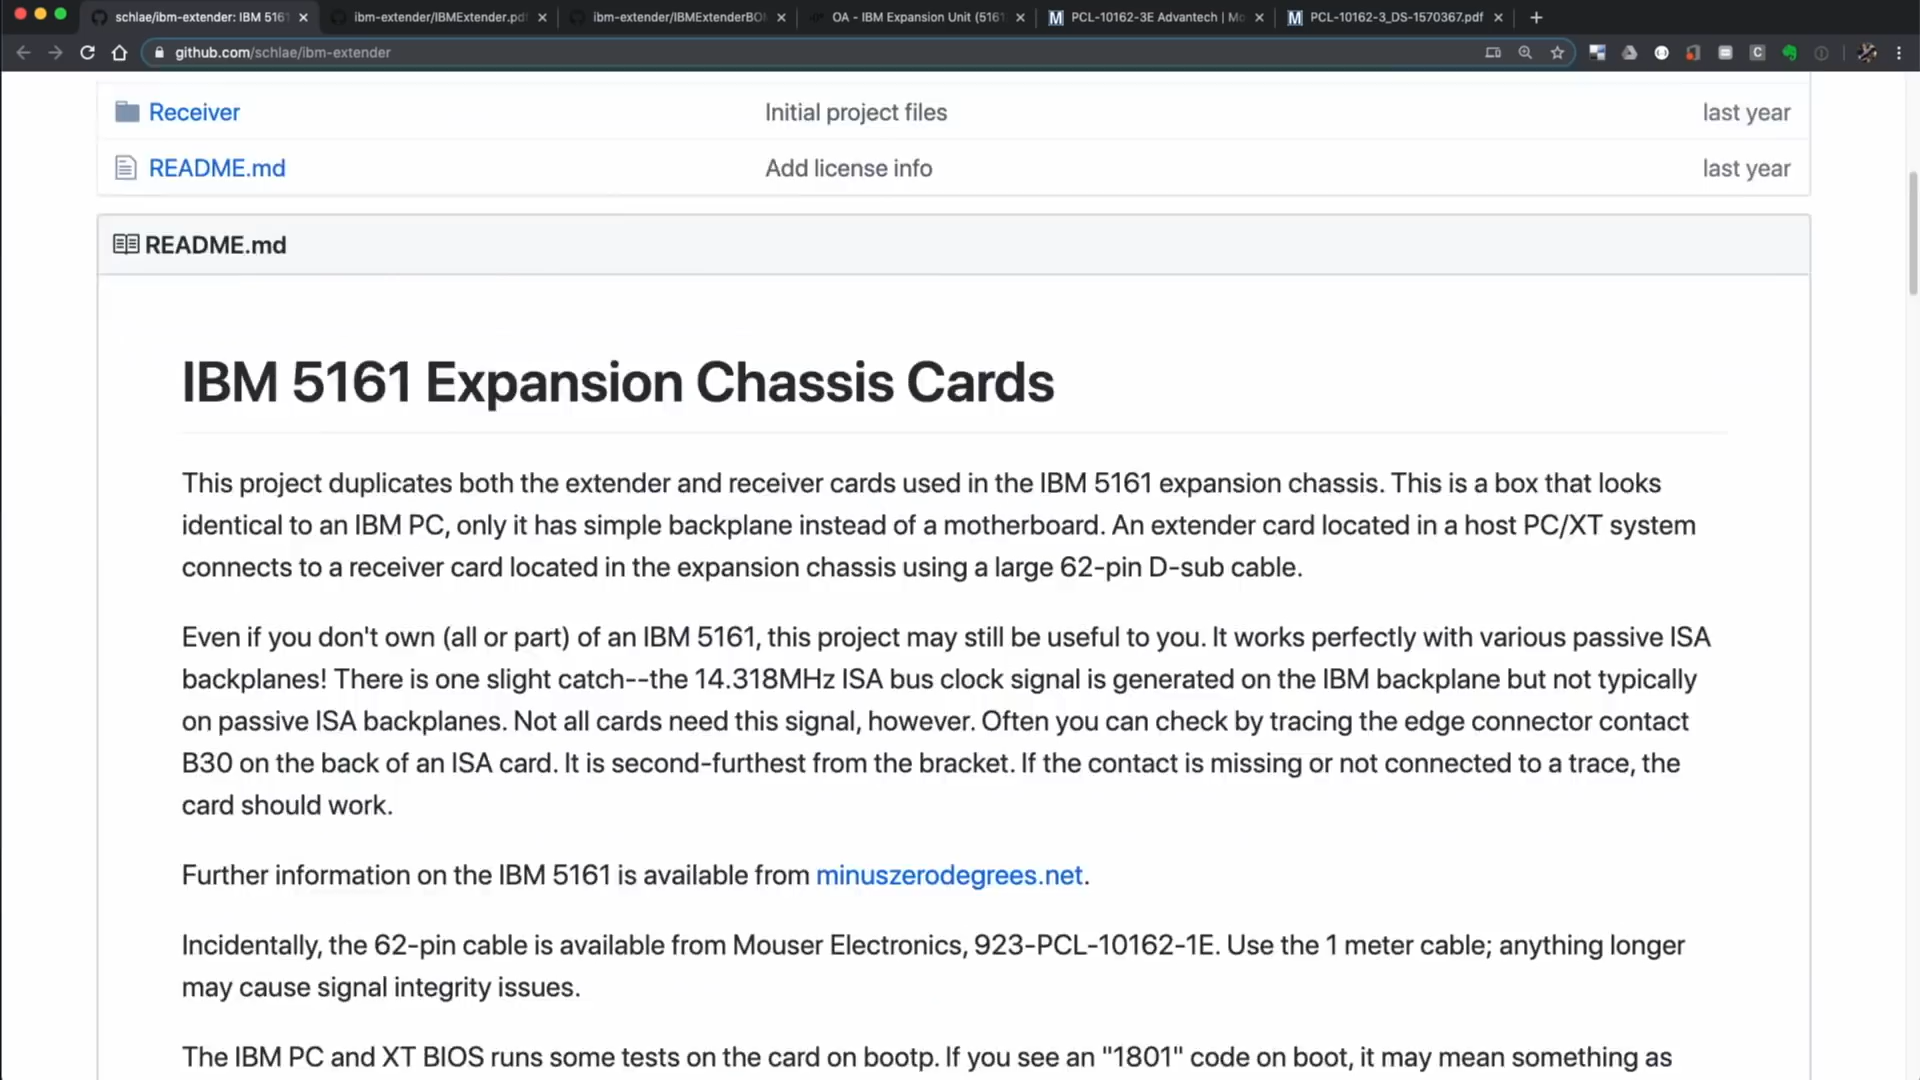 schlae/ibm-extender: IBM 5161
ibm-extender/IBMExtender.pdf
ibm-extender/IBMExtenderBO
OA - IBM Expansion Unit (5161
PCL-10162-3E Advantech | Mo
PCL-10162-3_DS-1570367.pdf
github.com/schlae/ibm-extender
Receiver
Initial project files
last year
README.md
Add license info
last year
README.md
IBM 5161 Expansion Chassis Cards
This project duplicates both the extender and receiver cards used in the IBM 5161 expansion chassis. This is a box that looks
identical to an IBM PC, only it has simple backplane instead of a motherboard. An extender card located in a host PC/XT system
connects to a receiver card located in the expansion chassis using a large 62-pin D-sub cable.
Even if you don't own (all or part) of an IBM 5161, this project may still be useful to you. It works perfectly with various passive ISA
backplanes! There is one slight catch--the 14.318MHz ISA bus clock signal is generated on the IBM backplane but not typically
on passive ISA backplanes. Not all cards need this signal, however. Often you can check by tracing the edge connector contact
B30 on the back of an ISA card. It is second-furthest from the bracket. If the contact is missing or not connected to a trace, the
card should work.
Further information on the IBM 5161 is available from minuszerodegrees.net.
Incidentally, the 62-pin cable is available from Mouser Electronics, 923-PCL-10162-1E. Use the 1 meter cable; anything longer
may cause signal integrity issues.
The IBM PC and XT BIOS runs some tests on the card on bootp. If you see an "1801" code on boot, it may mean something as